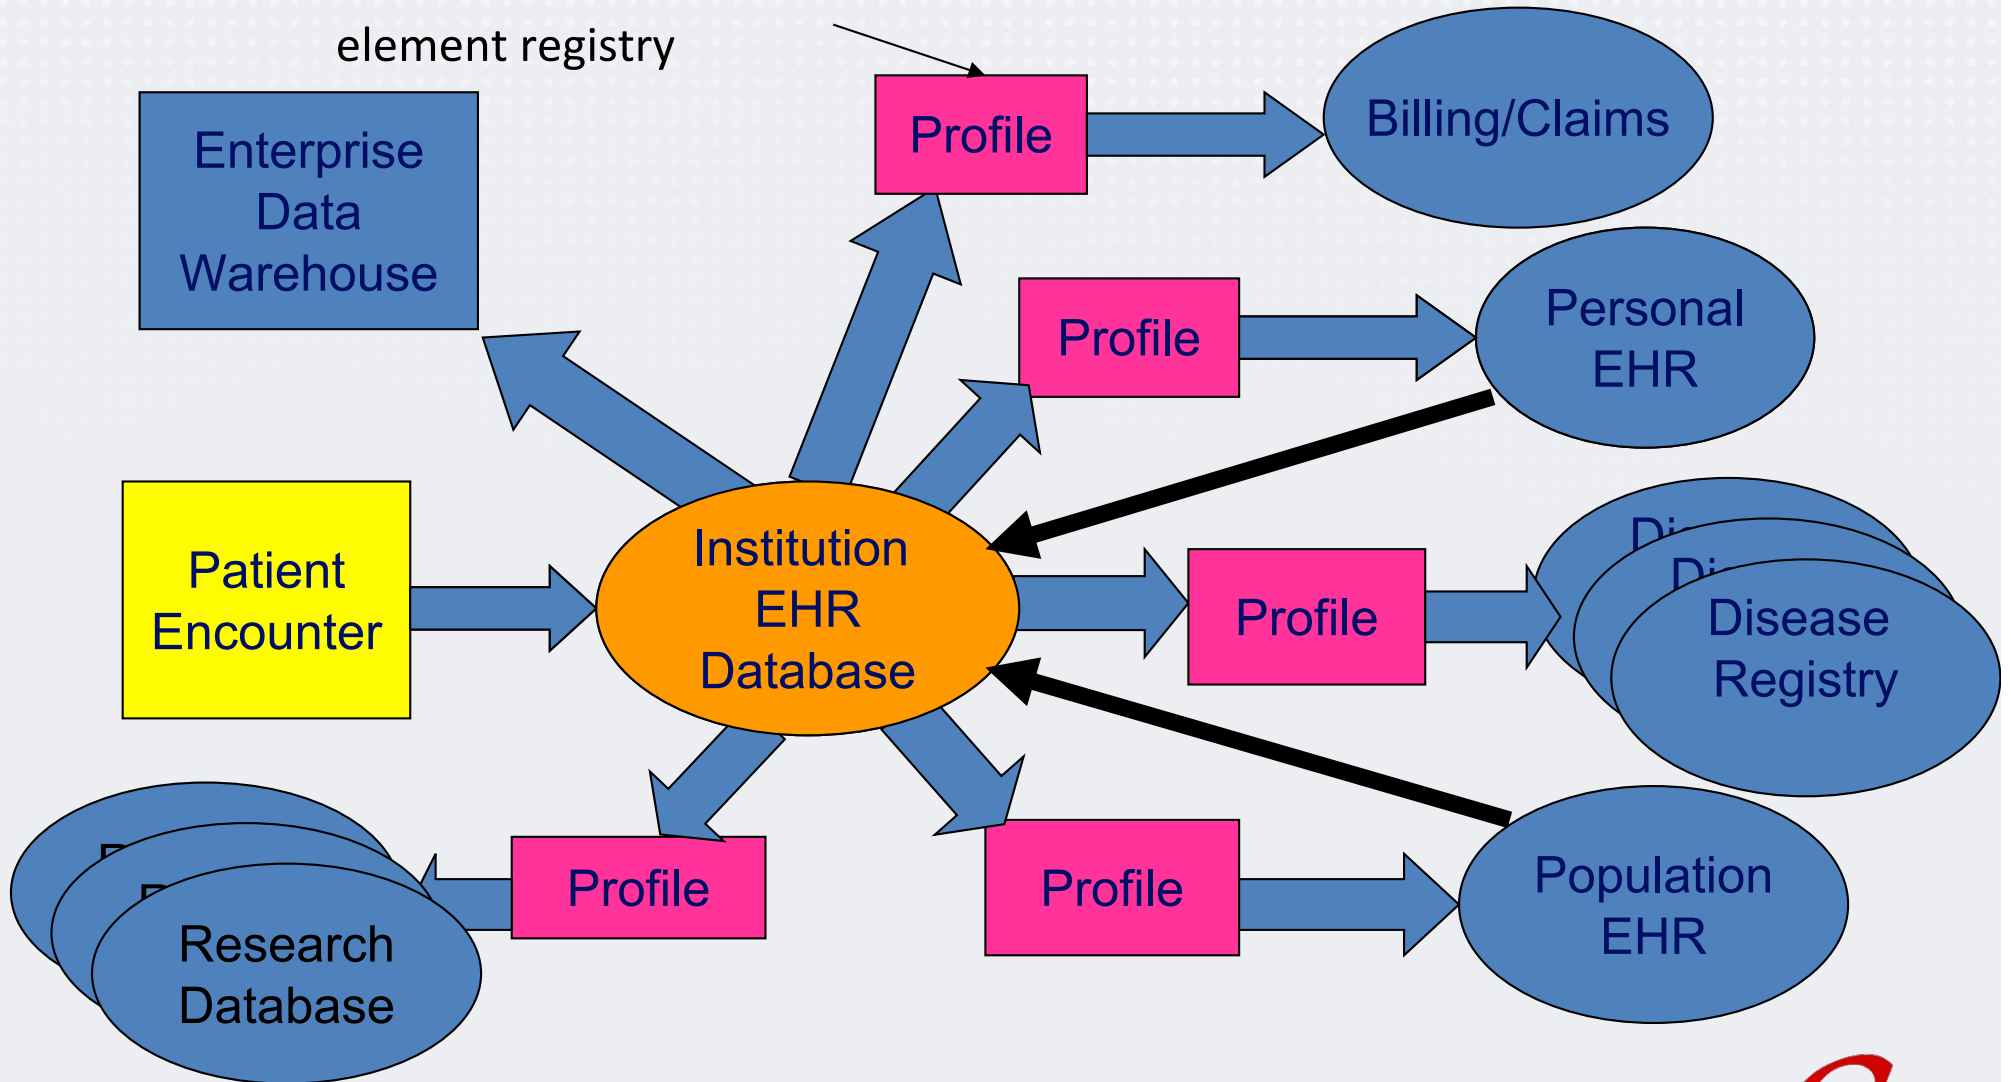 element registry
Profile
Billing/Claims
Enterprise
Data
Warehouse
Profile
Personal
EHR
Patient
Encounter
Institution
EHR
Database
Profile
Disease
Registry
Profile
Research
Database
Profile
Population
EHR